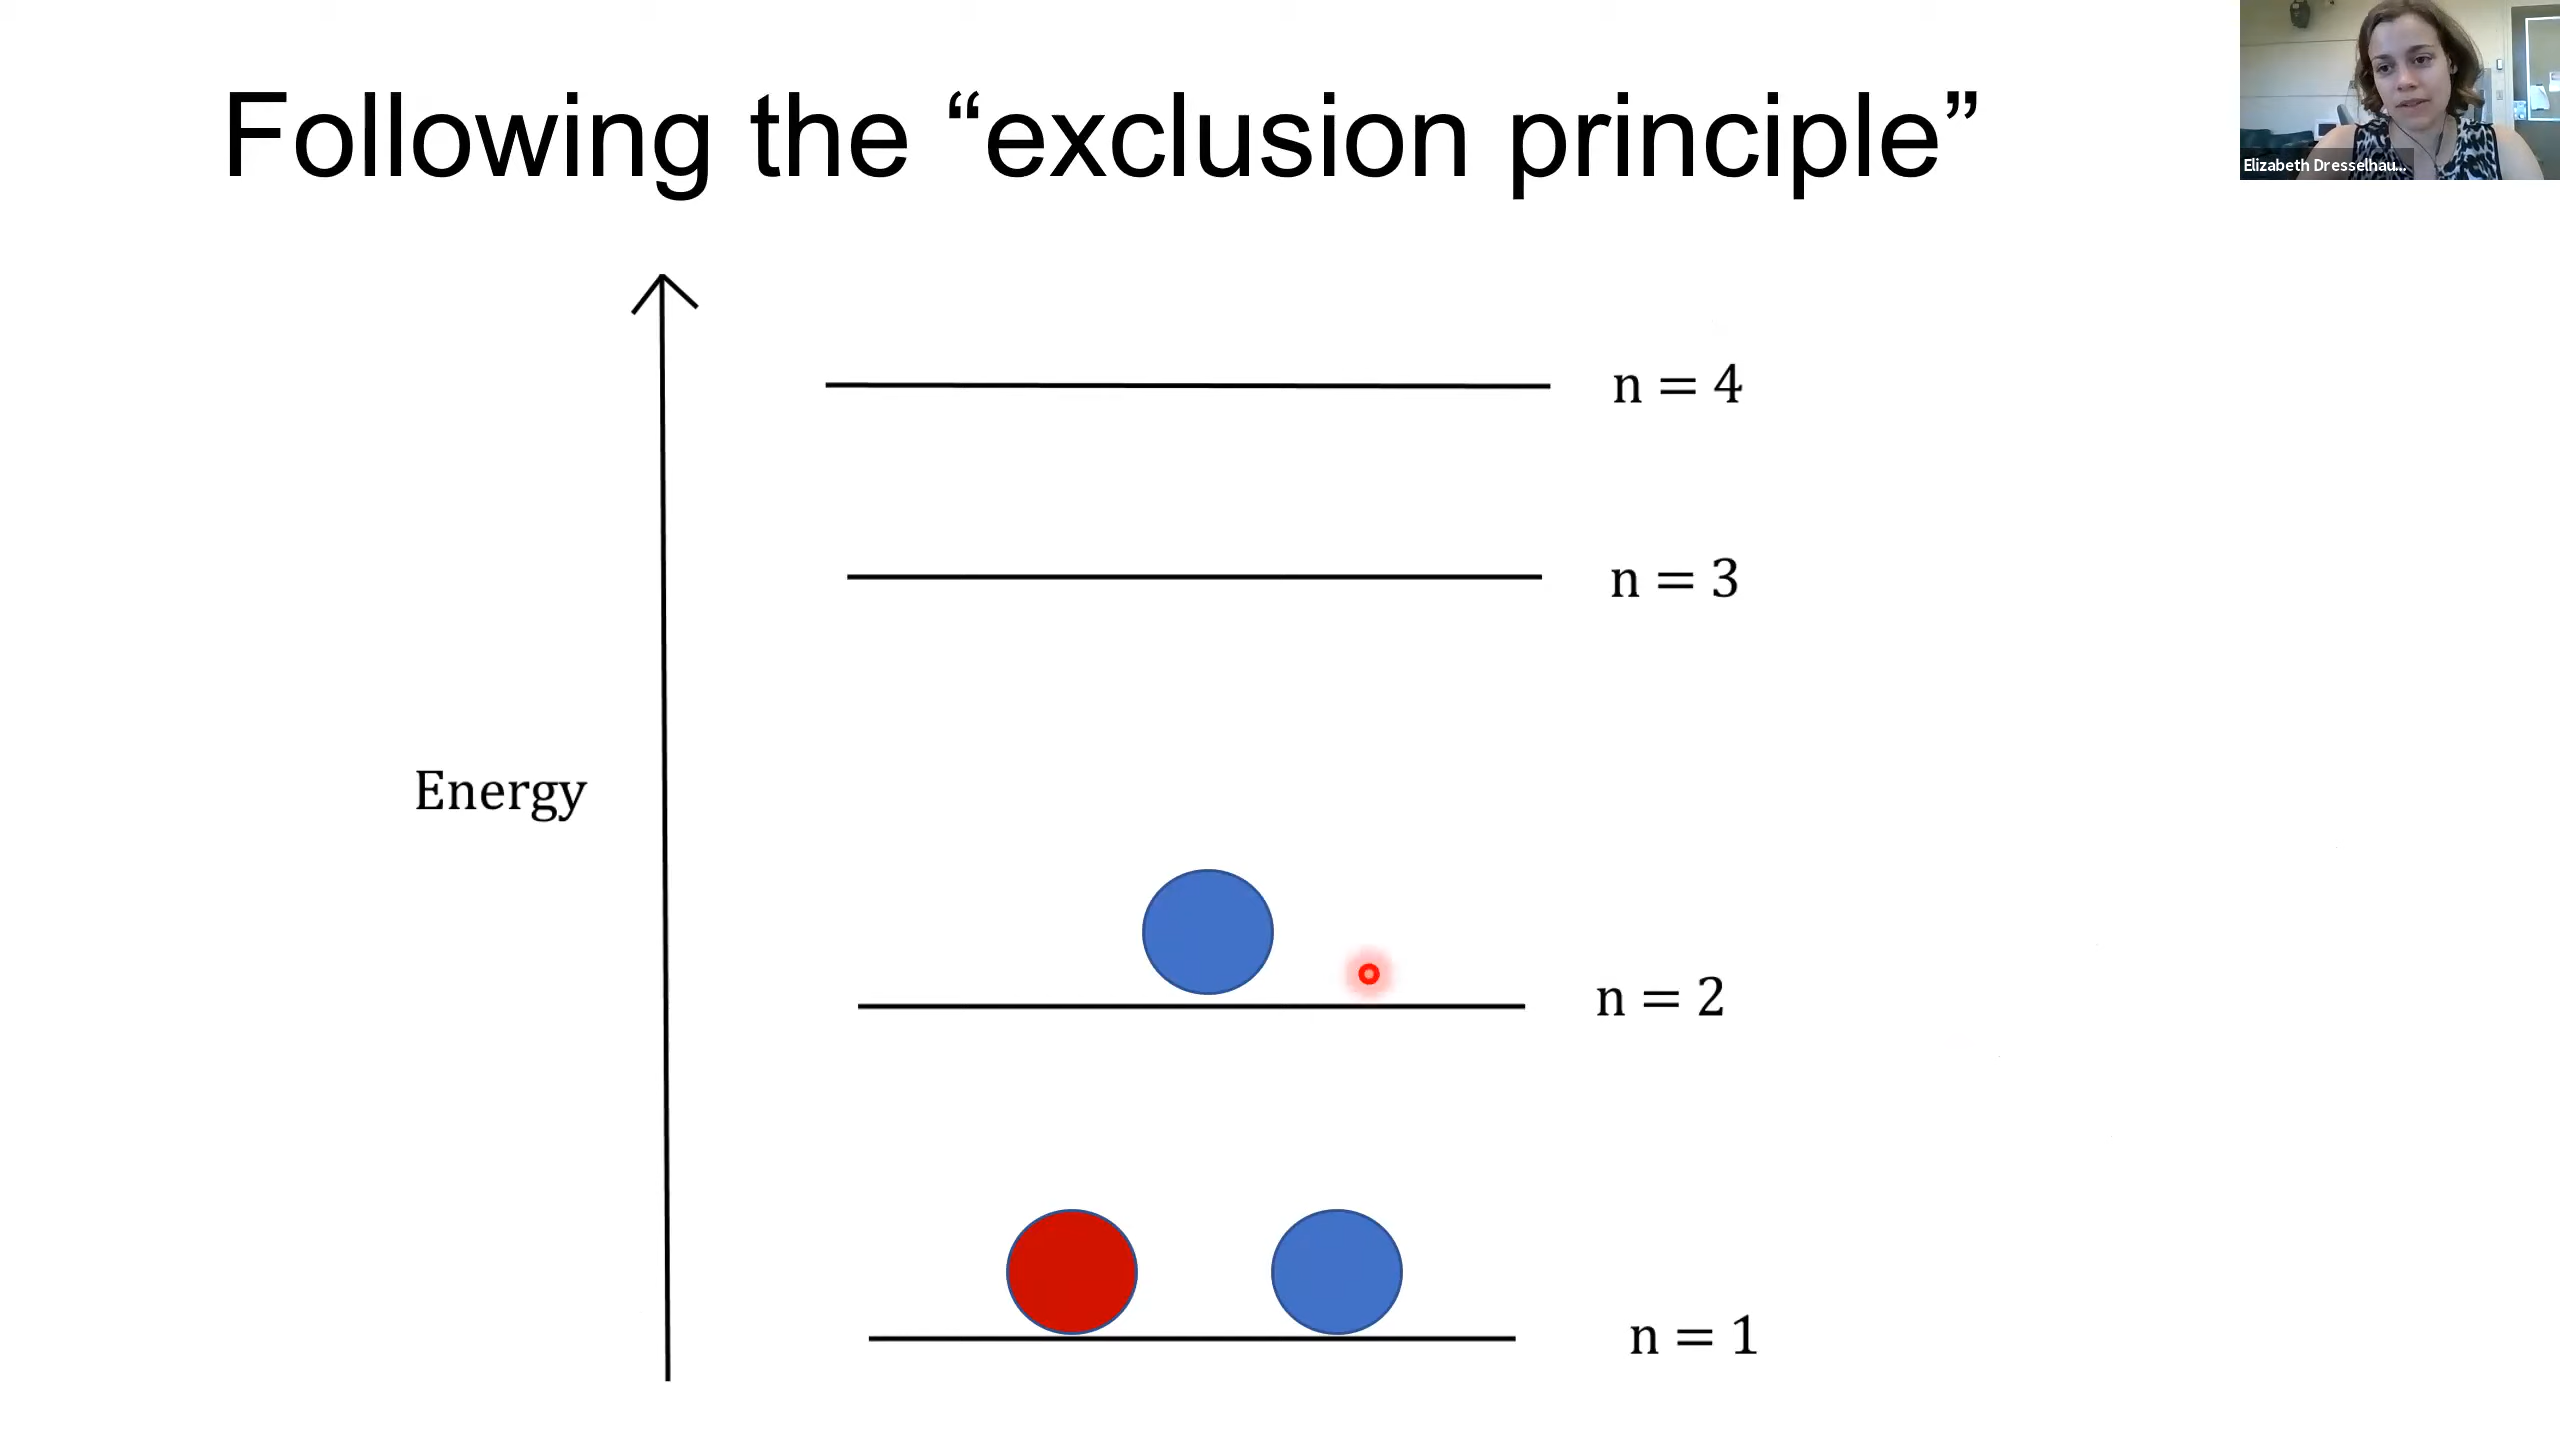 Following the “exclusion principle”
Elizabeth Dresselhau...
n = 4
n = 3
Energy
n = 2
n = 1